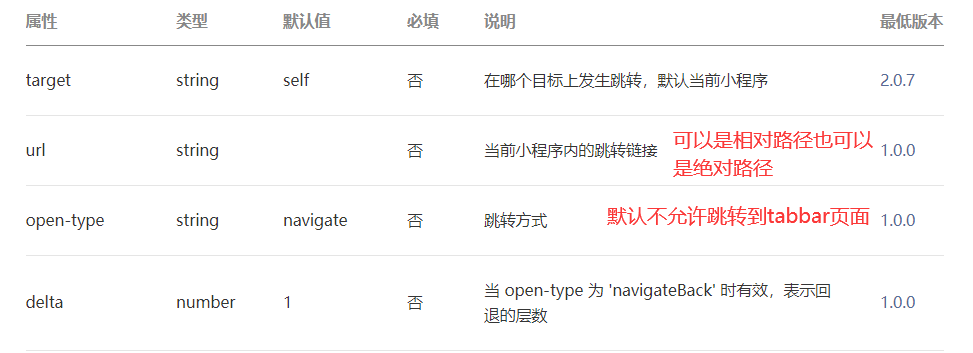 属性 类型 默认值 必填 说明 最低版本
target string self 否 在哪个目标上发生跳转，默认当前小程序 2.0.7
url string 否 当前小程序内的跳转链接 1.0.0
可以是相对路径也可以
是绝对路径
open-type string navigate 否 跳转方式 1.0.0
默认不允许跳转到tabbar页面
delta number 1 否 当 open-type 为 'navigateBack' 时有效，表示回 1.0.0
退的层数